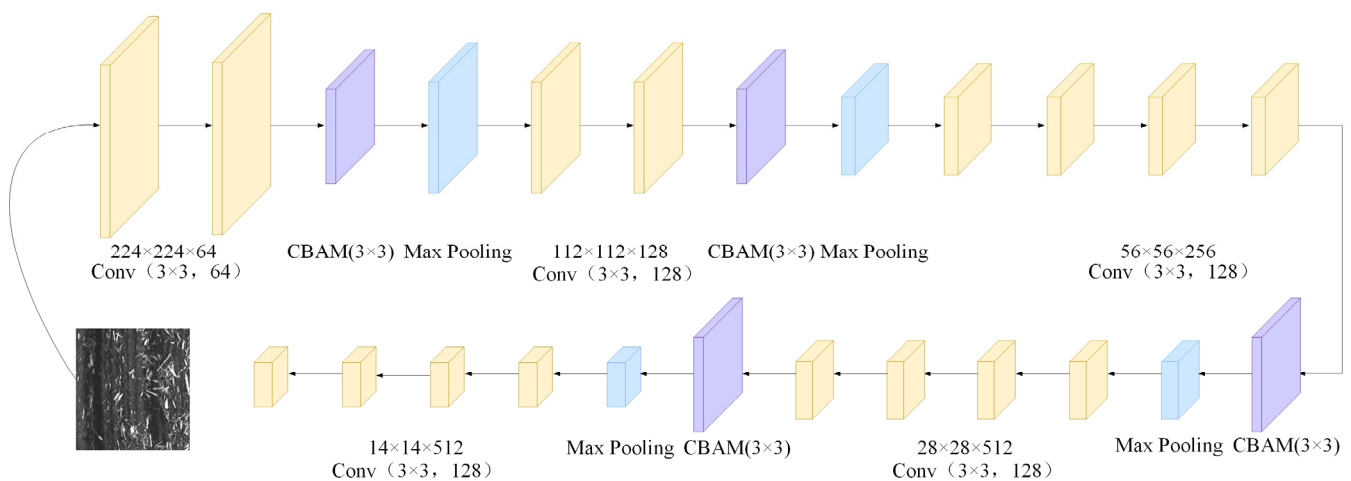 224×224×64
Conv（3×3，64）
CBAM(3×3)
Max Pooling
112×112×128
Conv（3×3，128）
CBAM(3×3)
Max Pooling
56×56×256
Conv（3×3，128）
14×14×512
Conv（3×3，128）
Max Pooling
CBAM(3×3)
28×28×512
Conv（3×3，128）
Max Pooling
CBAM(3×3)